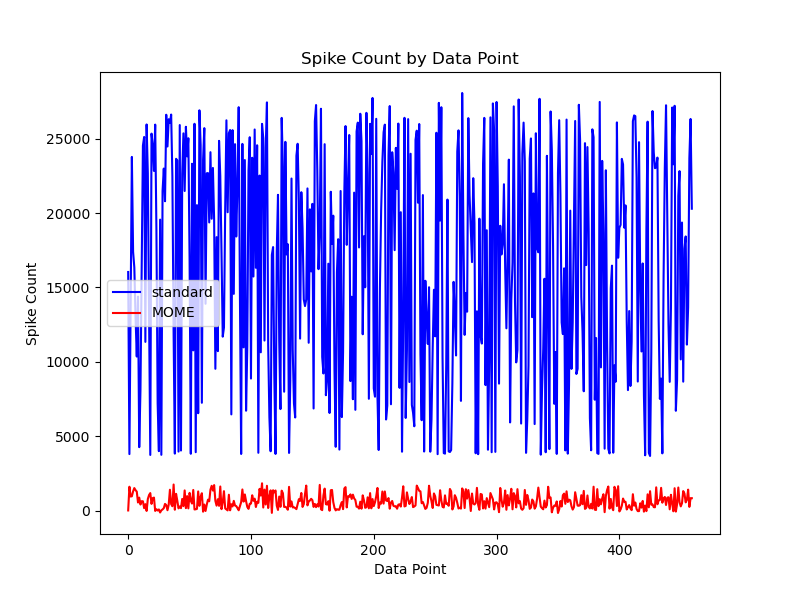 Spike Count by Data Point
25000
20000
15000
10000
5000
0
Spike Count
standard
MOME
0
100
200
300
400
Data Point